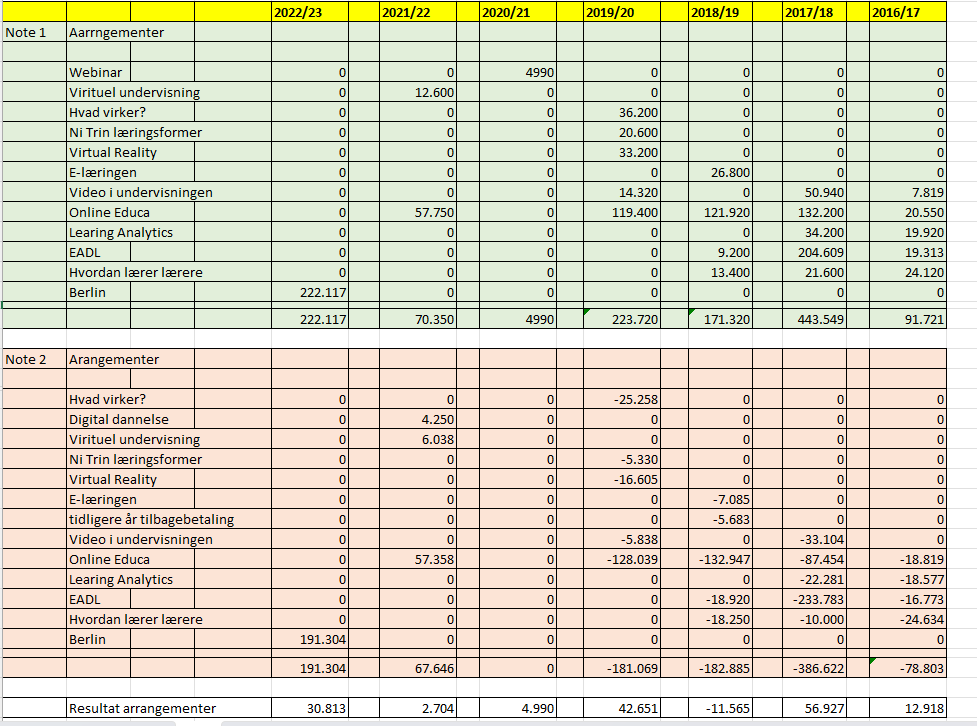 2022/23 2021/22 2020/21 2019/20 2018/19 2017/18 2016/17
Note 1 Aarrngementer
Webinar 0 0 4990 0 0 0 0
Virituel undervisning 0 12.600 0 0 0 0 0
Hvad virker? 0 0 0 36.200 0 0 0
Ni Trin læringsformer 0 0 0 20.600 0 0 0
Virtual Reality 0 0 0 33.200 0 0 0
E-læringen 0 0 0 0 26.800 0 0
Video i undervisningen 0 0 0 14.320 0 50.940 7.819
Online Educa 0 57.750 0 119.400 121.920 132.200 20.550
Learing Analytics 0 0 0 0 0 34.200 19.920
EADL 0 0 0 0 9.200 204.609 19.313
Hvordan lærer lærere 0 0 0 0 13.400 21.600 24.120
Berlin 222.117 0 0 0 0 0 0
222.117 70.350 4990 223.720 171.320 443.549 91.721
Note 2 Arangementer
Hvad virker? 0 0 0 -25.258 0 0 0
Digital dannelse 0 4.250 0 0 0 0 0
Virituel undervisning 0 6.038 0 0 0 0 0
Ni Trin læringsformer 0 0 0 -5.330 0 0 0
Virtual Reality 0 0 0 -16.605 0 0 0
E-læringen 0 0 0 0 -7.085 0 0
tidligere år tilbagebetaling 0 0 0 0 -5.683 0 0
Video i undervisningen 0 0 0 -5.838 0 -33.104 0
Online Educa 0 57.358 0 -128.039 -132.947 -87.454 -18.819
Learing Analytics 0 0 0 0 0 -22.281 -18.577
EADL 0 0 0 0 -18.920 -233.783 -16.773
Hvordan lærer lærere 0 0 0 0 -18.250 -10.000 -24.634
Berlin 191.304 0 0 0 0 0 0
191.304 67.646 0 -181.069 -182.885 -386.622 -78.803
Resultat arrangementer 30.813 2.704 4.990 42.651 -11.565 56.927 12.918